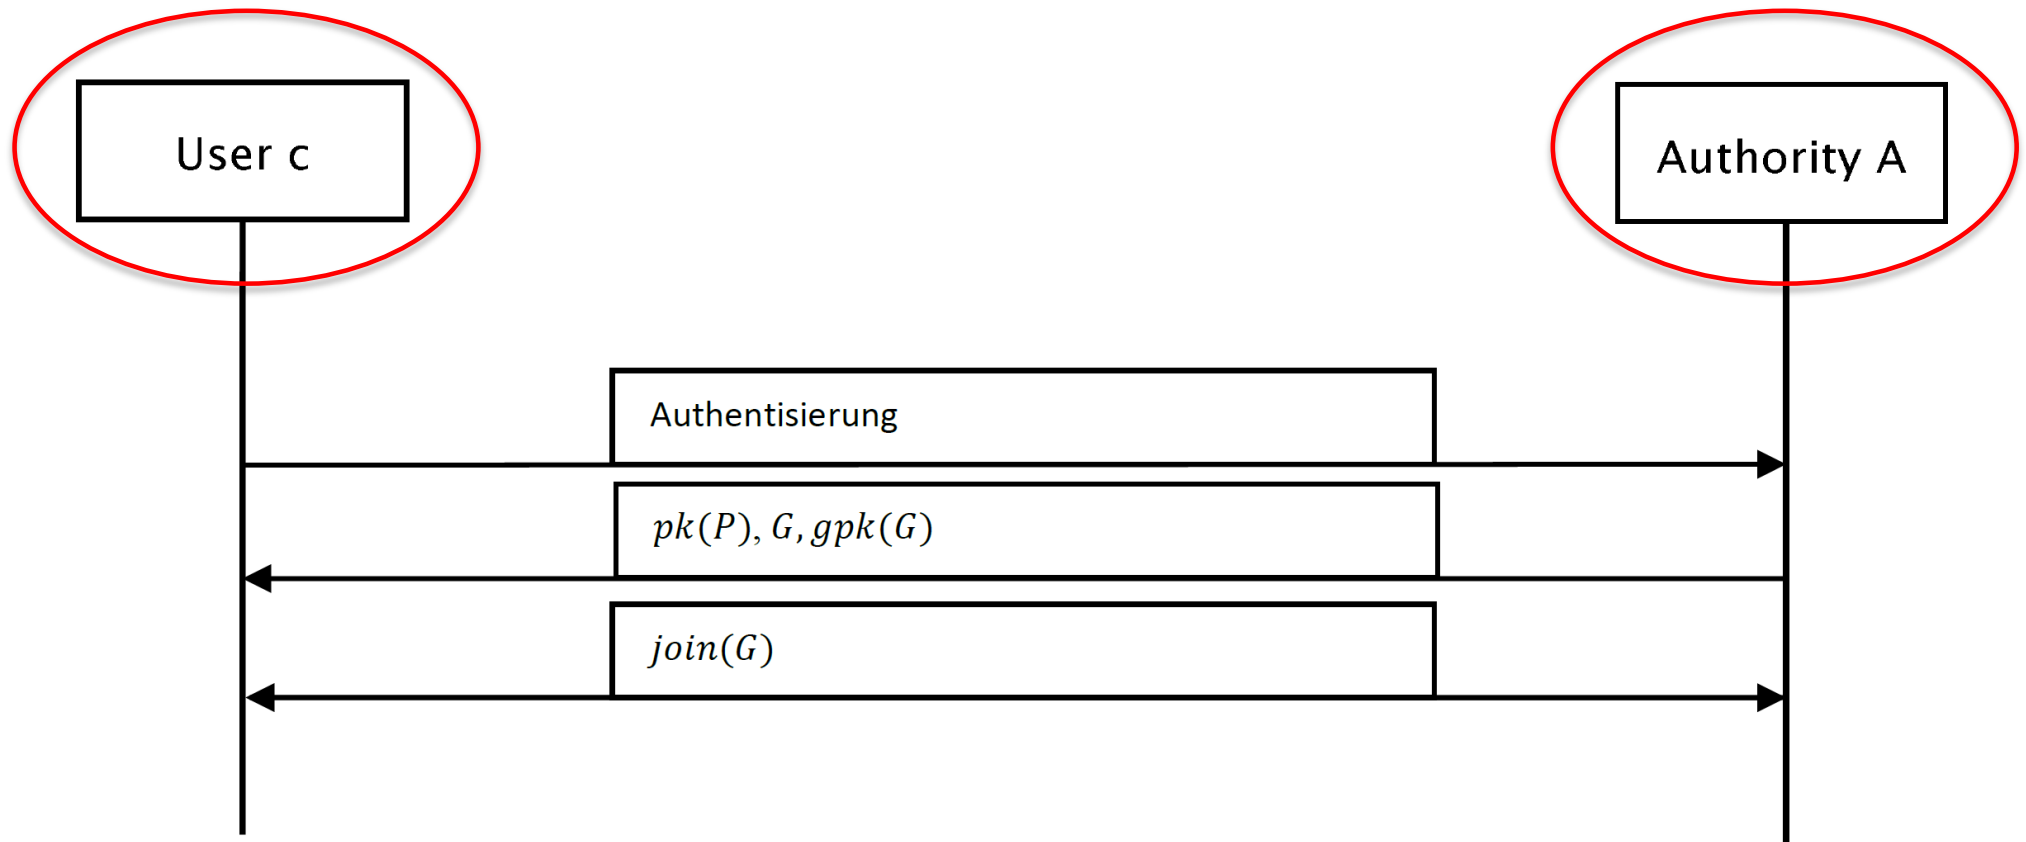 User c
Authority A
Authentisierung
pk(P), G, gpk(G)
join(G)